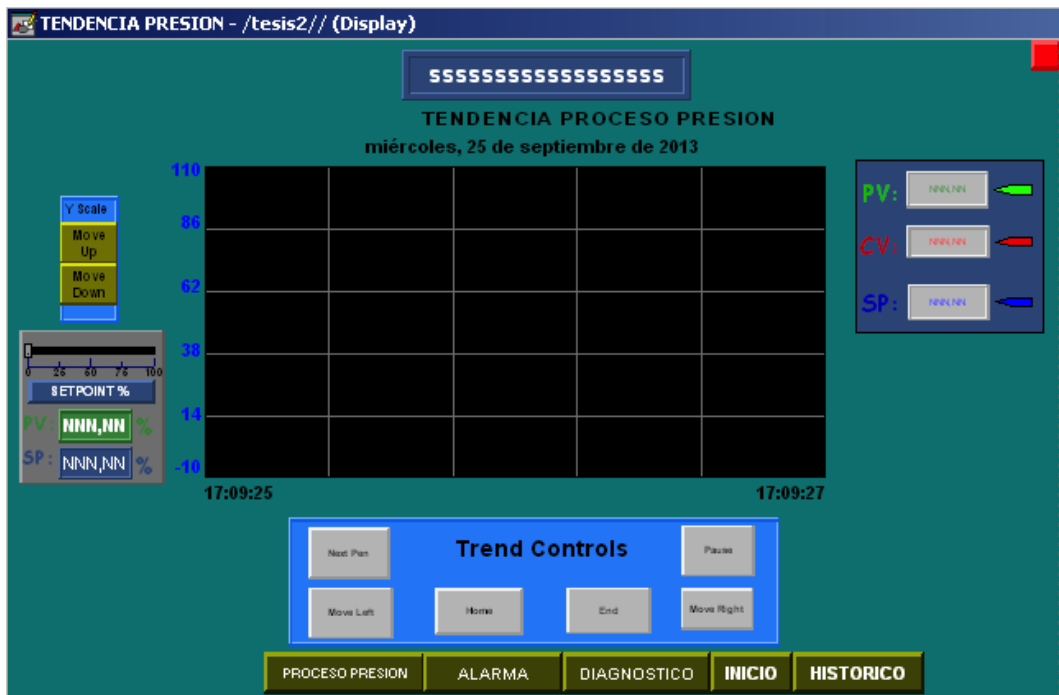 TENDENCIA PRESION - /tesis2// (Display)
SSSSSSSSSSSSSSSSSS
TENDENCIA PROCESO PRESION
miércoles, 25 de septiembre de 2013
110
86
62
38
14
-10
17:09:25
17:09:27
Y Scale
Move
Up
Move
Down
0 25 50 75 100
SETPOINT %
PV: NNN,NN %
SP: NNN,NN %
PV: NNN,NN
CV: NNN,NN
SP: NNN,NN
Trend Controls
Next Pen
Pause
Move Left
Home
End
Move Right
PROCESO PRESION
ALARMA
DIAGNOSTICO
INICIO
HISTORICO